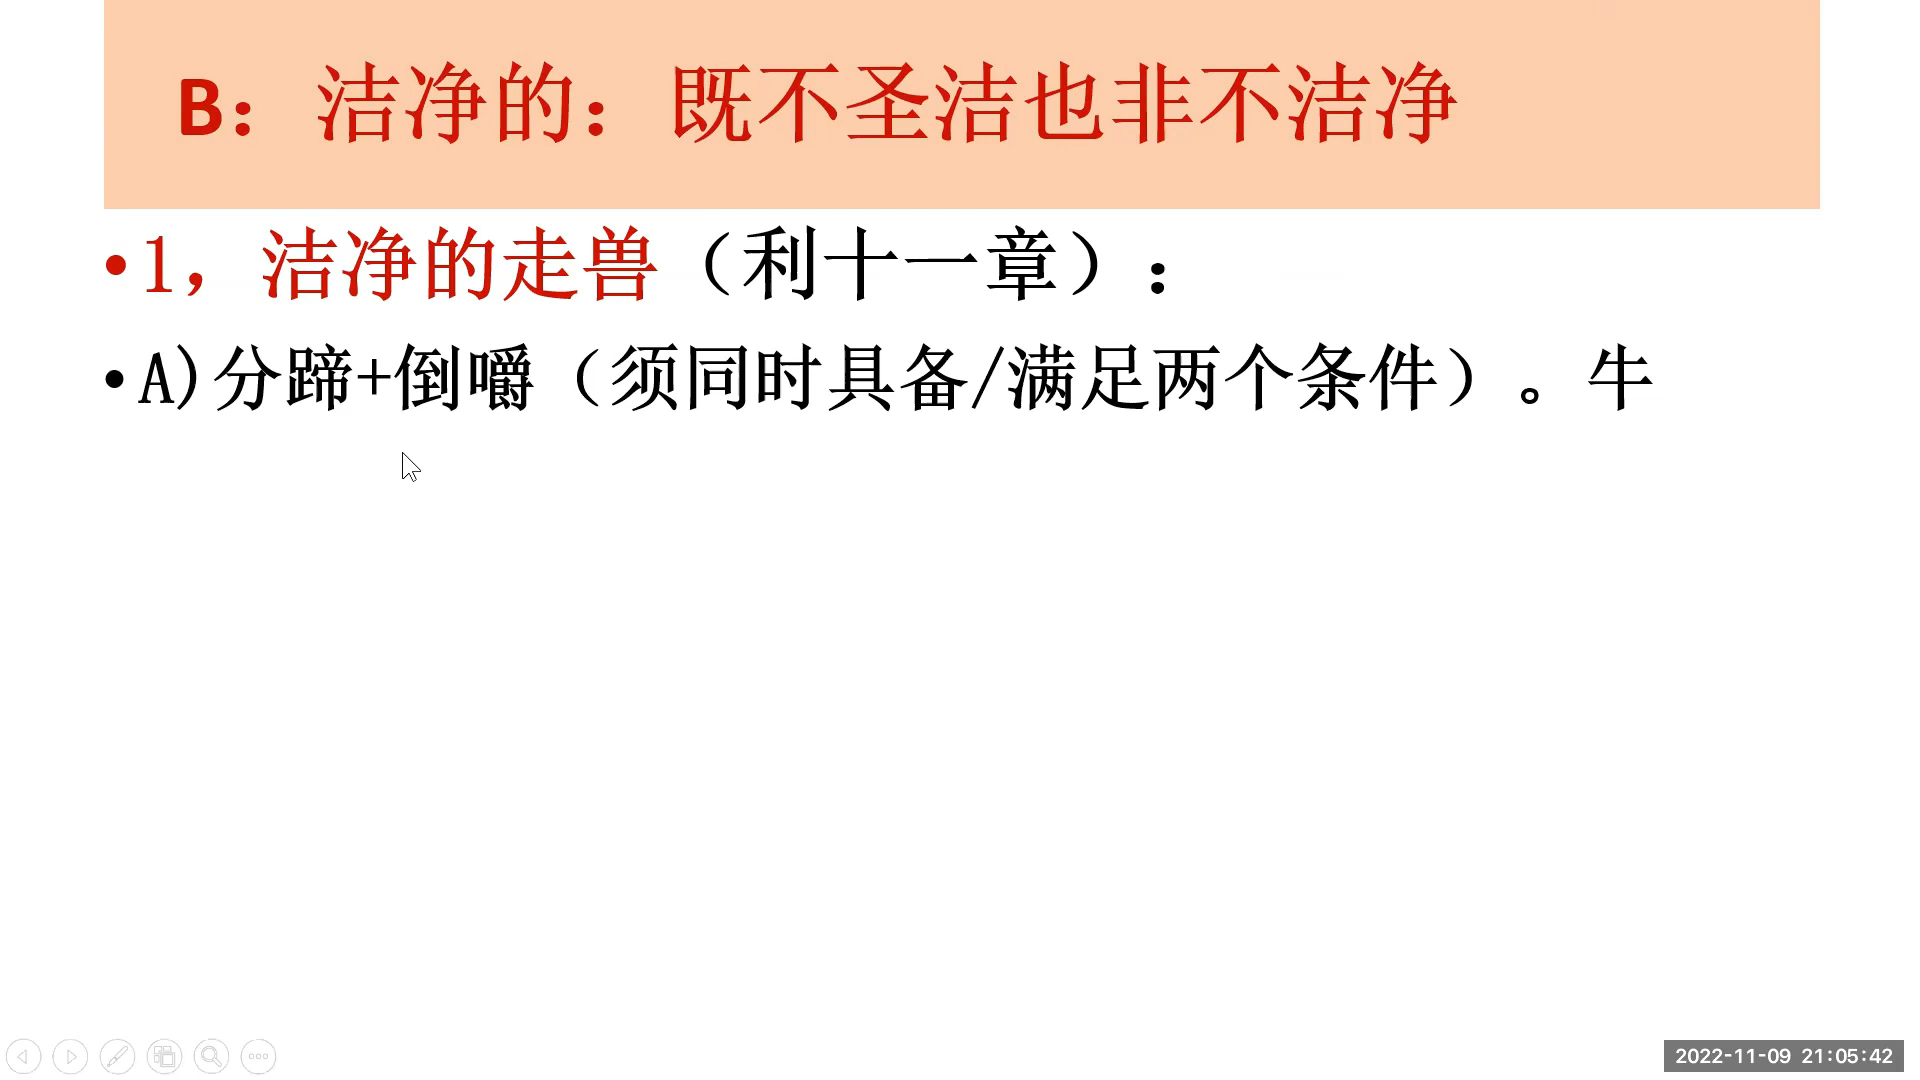 B：洁净的：既不圣洁也非不洁净
•1，洁净的走兽（利十一章）：
•A)分蹄+倒嚼（须同时具备/满足两个条件）。牛
2022-11-09 21:05:42